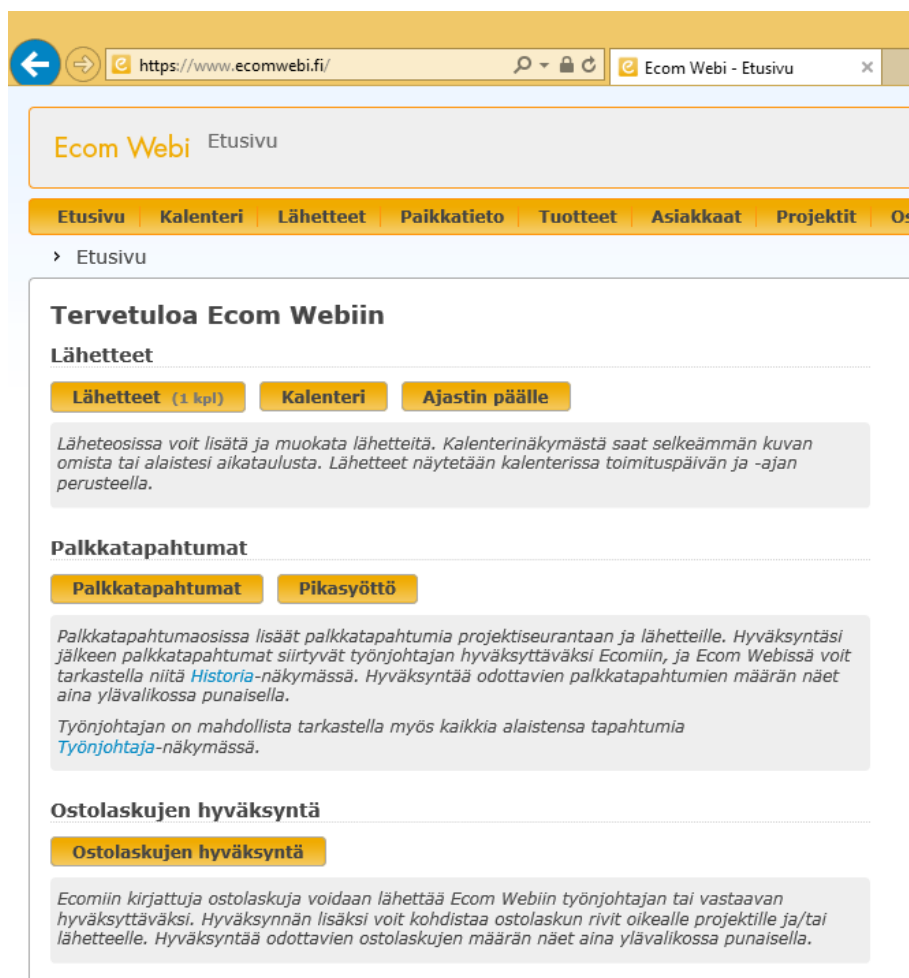 https://www.ecomwebi.fi/
Ecom Webi - Etusivu
Ecom Webi Etusivu
Etusivu Kalenteri Lähetteet Paikkatieto Tuotteet Asiakkaat Projektit
Etusivu
Tervetuloa Ecom Webiin
Lähetteet
Lähetteet (1 kpl) Kalenteri Ajastin päälle
Läheteosissa voit lisätä ja muokata lähetteitä. Kalenterinäkymästä saat selkeämmän kuvan
omista tai alaistesi aikataulusta. Lähetteet näytetään kalenterissa toimituspäivän ja -ajan
perusteella.
Palkkatapahtumat
Palkkatapahtumat Pikasyöttö
Palkkatapahtumaosissa lisäät palkkatapahtumia projektiseurantaan ja lähetteille. Hyväksyntäsi
jälkeen palkkatapahtumat siirtyvät työnjohtajan hyväksyttäväksi Ecomiin, ja Ecom Webissä voit
tarkastella niitä Historia-näkymässä. Hyväksyntää odottavien palkkatapahtumien määrän näet
aina ylävalikossa punaisella.
Työnjohtajan on mahdollista tarkastella myös kaikkia alaistensa tapahtumia
Työnjohtaja-näkymässä.
Ostolaskujen hyväksyntä
Ostolaskujen hyväksyntä
Ecomiin kirjattuja ostolaskuja voidaan lähettää Ecom Webiin työnjohtajan tai vastaavan
hyväksyttäväksi. Hyväksynnän lisäksi voit kohdistaa ostolaskun rivit oikealle projektille ja/tai
lähetteelle. Hyväksyntää odottavien ostolaskujen määrän näet aina ylävalikossa punaisella.